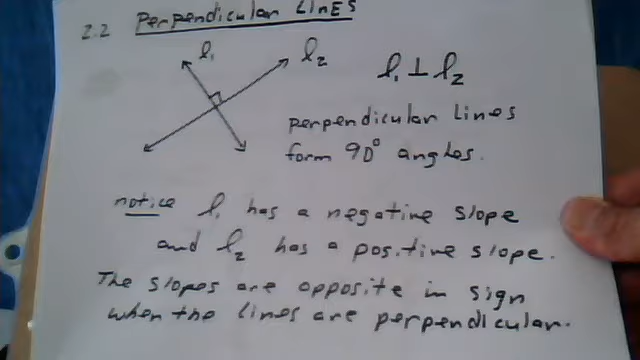 2.2 Perpendicular Lines
l₁ l₂ l₁ ⊥ l₂
perpendicular lines
form 90° angles.
notice l₁ has a negative slope
and l₂ has a positive slope.
The slopes are opposite in sign
when the lines are perpendicular.